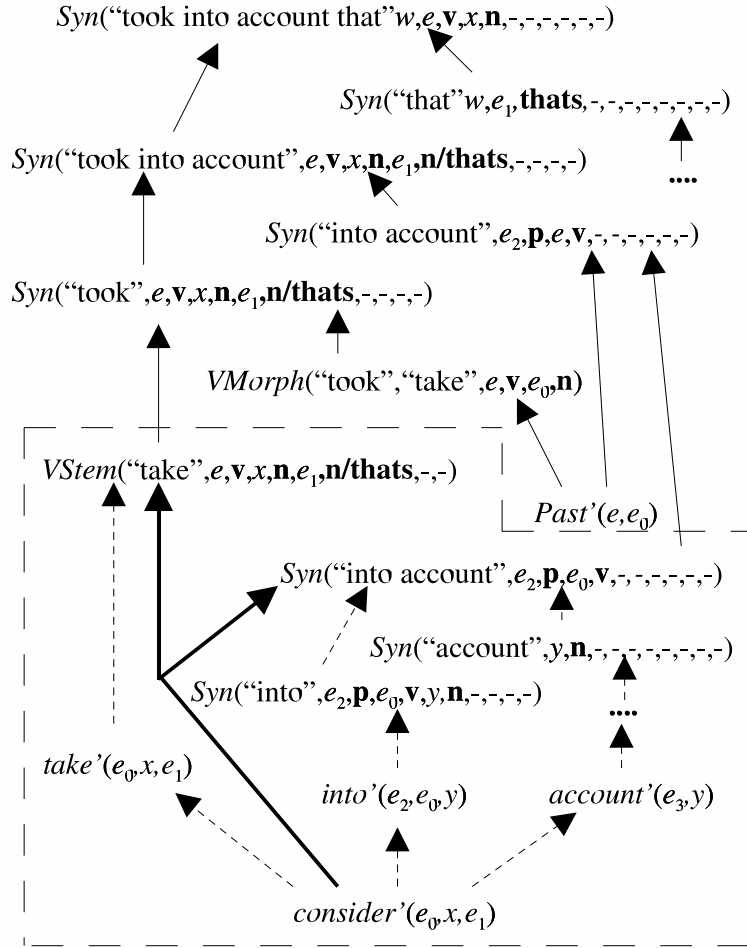 Syn(“took into account that”w,e,v,x,n,-,-,-,-,-,-)
Syn(“that”w,e1,thats,-,-,-,-,-,-,-,-)
Syn(“took into account”,e,v,x,n,e1,n/thats,-,-,-,-)
....
Syn(“into account”,e2,p,e,v,-,-,-,-,-,-)
Syn(“took”,e,v,x,n,e1,n/thats,-,-,-,-)
VMorph(“took”,“take”,e,v,e0,n)
VStem(“take”,e,v,x,n,e1,n/thats,-,-)
Past’(e,e0)
Syn(“into account”,e2,p,e0,v,-,-,-,-,-,-)
Syn(“account”,y,n,-,-,-,-,-,-,-,-)
Syn(“into”,e2,p,e0,v,y,n,-,-,-,-)
....
take’(e0,x,e1)
into’(e2,e0,y)
account’(e3,y)
consider’(e0,x,e1)